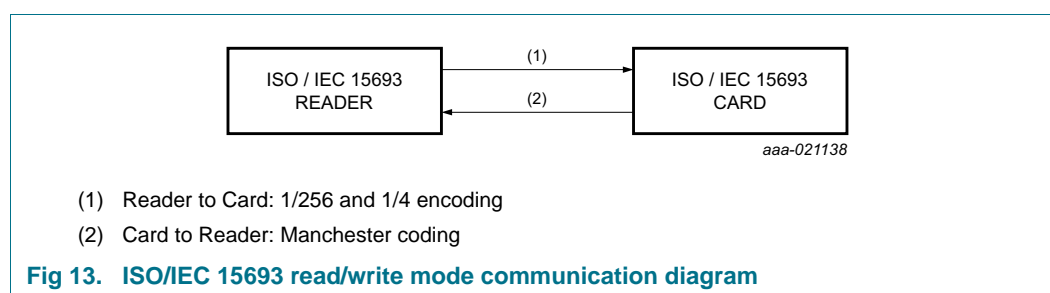 (1)
ISO / IEC 15693
READER
ISO / IEC 15693
CARD
(2)
aaa-021138
(1) Reader to Card: 1/256 and 1/4 encoding
(2) Card to Reader: Manchester coding
Fig 13. ISO/IEC 15693 read/write mode communication diagram